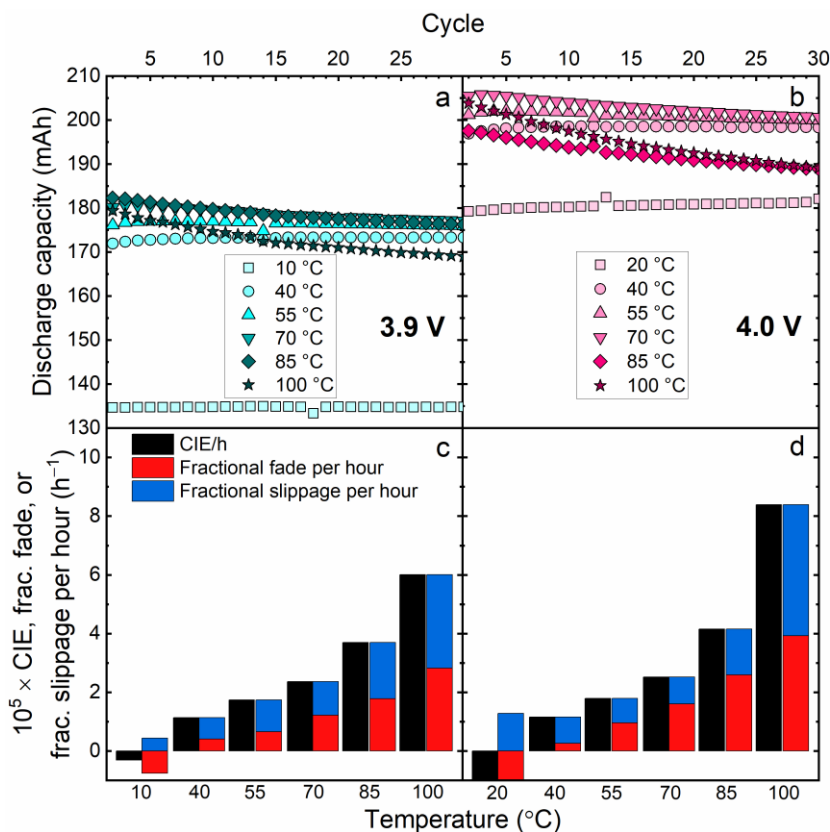 Cycle
5 10 15 20 25 5 10 15 20 25 30
Discharge capacity (mAh)
210
200
190
180
170
160
150
140
130
a
10 °C
40 °C
55 °C
70 °C
85 °C
100 °C
3.9 V
b
20 °C
40 °C
55 °C
70 °C
85 °C
100 °C
4.0 V
10⁵ × CIE, frac. fade, or
frac. slippage per hour (h⁻¹)
10
8
6
4
2
0
c
CIE/h
Fractional fade per hour
Fractional slippage per hour
d
10 40 55 70 85 100 20 40 55 70 85 100
Temperature (°C)